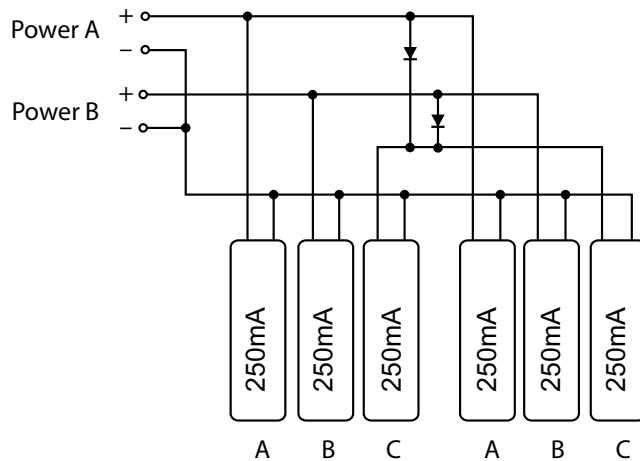 Power A
+
−
Power B
+
−
250mA 250mA 250mA 250mA 250mA 250mA
A B C A B C